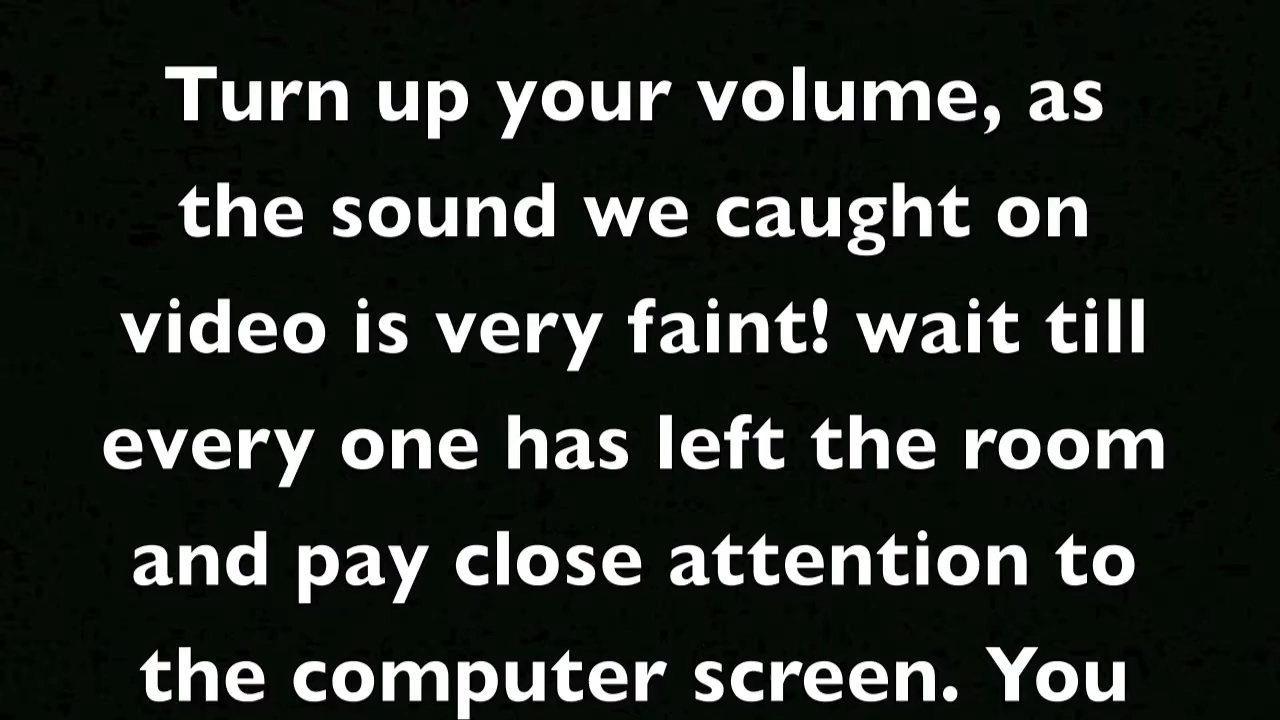 Turn up your volume, as
the sound we caught on
video is very faint! wait till
every one has left the room
and pay close attention to
the computer screen. You